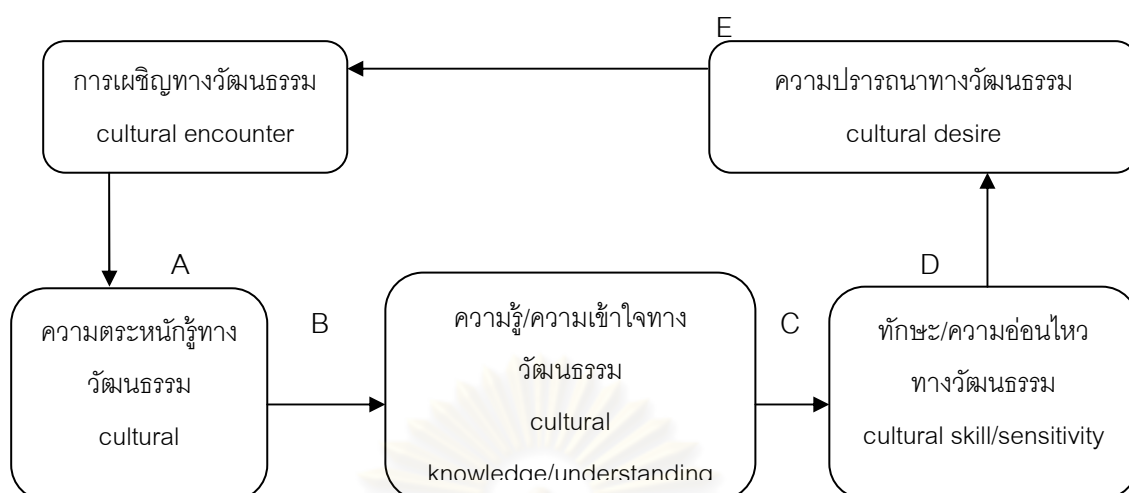 E
การเผชิญทางวัฒนธรรม
cultural encounter
ความปรารถนาทางวัฒนธรรม
cultural desire
A
B
C
D
ความตระหนักรู้ทาง
วัฒนธรรม
cultural
ความรู้/ความเข้าใจทาง
วัฒนธรรม
cultural
knowledge/understanding
ทักษะ/ความอ่อนไหว
ทางวัฒนธรรม
cultural skill/sensitivity